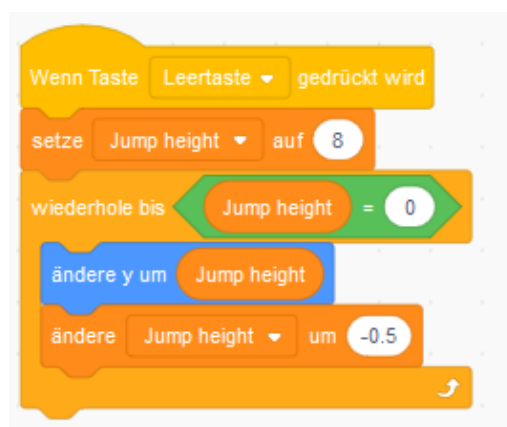 Wenn Taste Leertaste gedrückt wird
setze Jump height auf 8
wiederhole bis Jump height = 0
ändere y um Jump height
ändere Jump height um -0.5